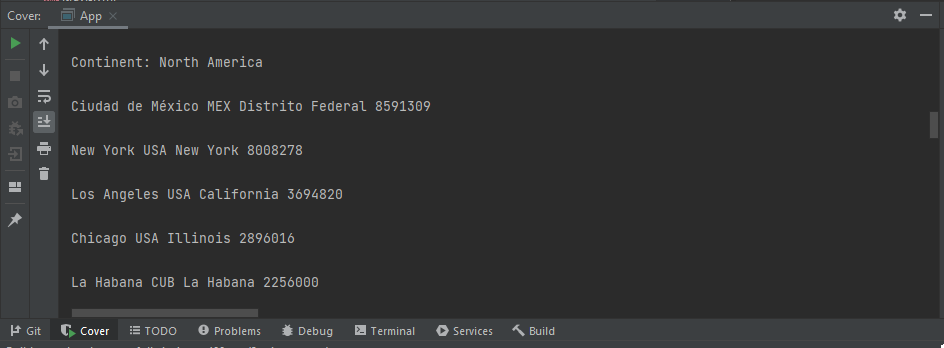 Cover: App
Continent: North America
Ciudad de México MEX Distrito Federal 8591309
New York USA New York 8008278
Los Angeles USA California 3694820
Chicago USA Illinois 2896016
La Habana CUB La Habana 2256000
Git Cover TODO Problems Debug Terminal Services Build